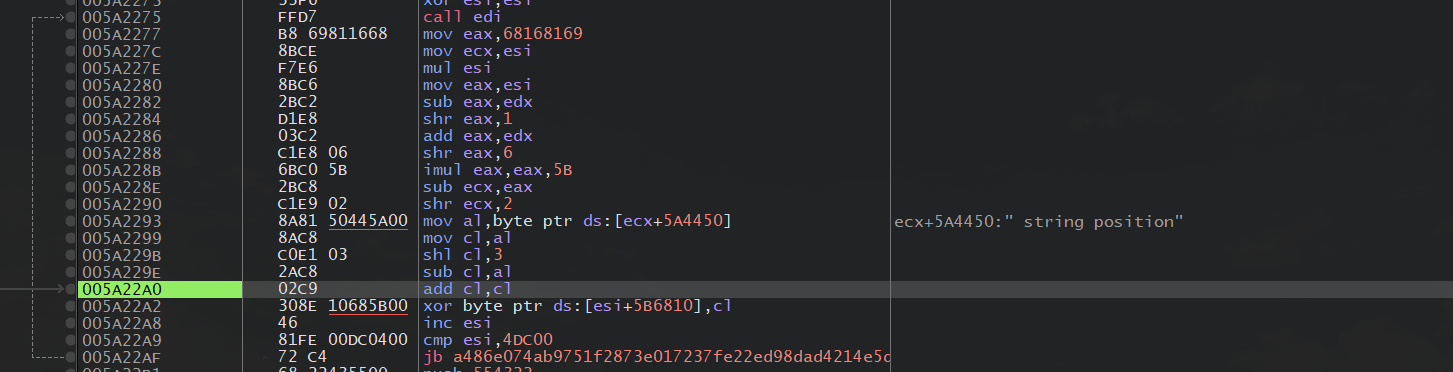 005A2275 FFD7 call edi
005A2277 B8 69811668 mov eax,68168169
005A227C 8BCE mov ecx,esi
005A227E F7E6 mul esi
005A2280 8BC6 mov eax,esi
005A2282 2BC2 sub eax,edx
005A2284 D1E8 shr eax,1
005A2286 03C2 add eax,edx
005A2288 C1E8 06 shr eax,6
005A228B 6BC0 5B imul eax,eax,5B
005A228E 2BC8 sub ecx,eax
005A2290 C1E9 02 shr ecx,2
005A2293 8A81 50445A00 mov al,byte ptr ds:[ecx+5A4450] ecx+5A4450:" string position"
005A2299 8AC8 mov cl,al
005A229B C0E1 03 shl cl,3
005A229E 2AC8 sub cl,al
005A22A0 02C9 add cl,cl
005A22A2 308E 10685B00 xor byte ptr ds:[esi+5B6810],cl
005A22A8 46 inc esi
005A22A9 81FE 00DC0400 cmp esi,4DC00
005A22AF 72 C4 jb a486e074ab9751f2873e017237fe22ed98dad4214e5d